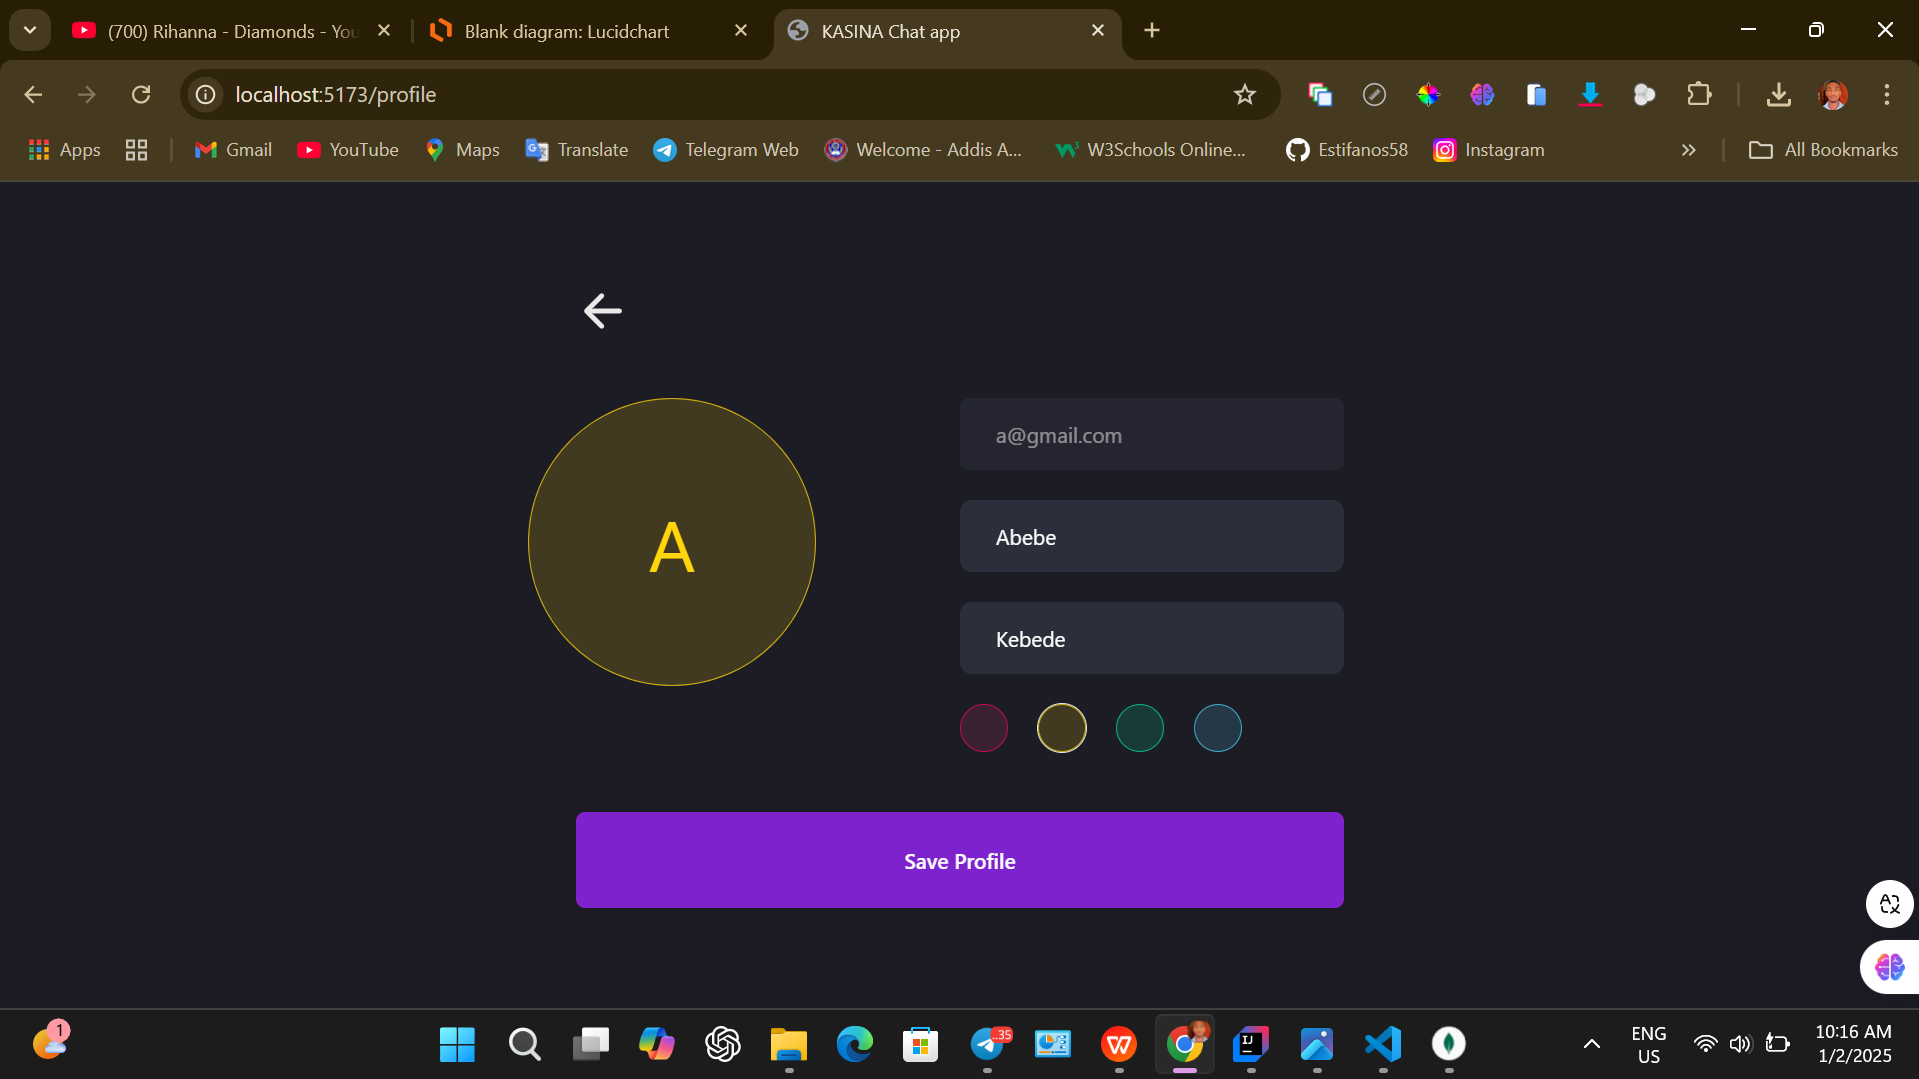 (700) Rihanna - Diamonds - You
Blank diagram: Lucidchart
KASINA Chat app
localhost:5173/profile
Apps
Gmail
YouTube
Maps
Translate
Telegram Web
Welcome - Addis A...
W3Schools Online...
Estifanos58
Instagram
All Bookmarks
a@gmail.com
A
Abebe
Kebede
Save Profile
1
..35
ENG
US
10:16 AM
1/2/2025